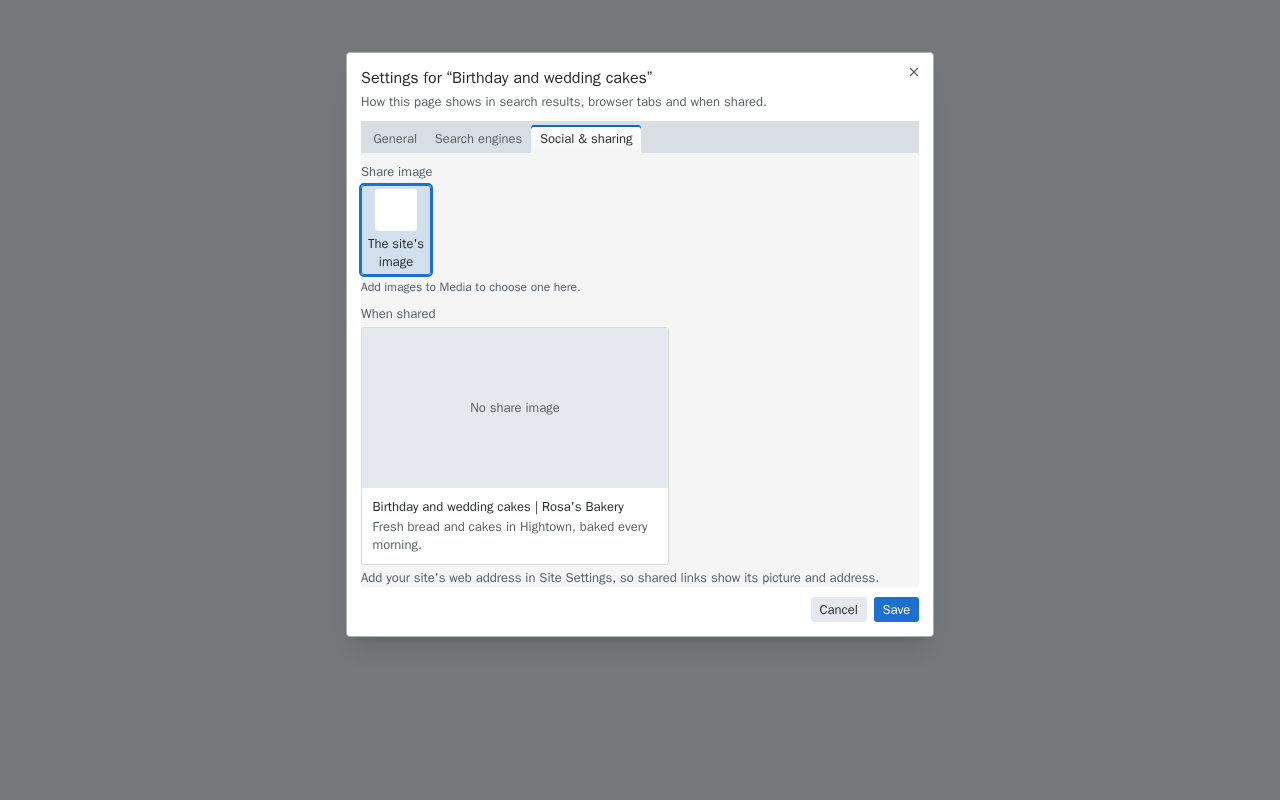 Settings for “Birthday and wedding cakes”
How this page shows in search results, browser tabs and when shared.
General
Search engines
Social & sharing
Share image
The site's
image
Add images to Media to choose one here.
When shared
No share image
Birthday and wedding cakes | Rosa's Bakery
Fresh bread and cakes in Hightown, baked every
morning.
Add your site's web address in Site Settings, so shared links show its picture and address.
Cancel
Save